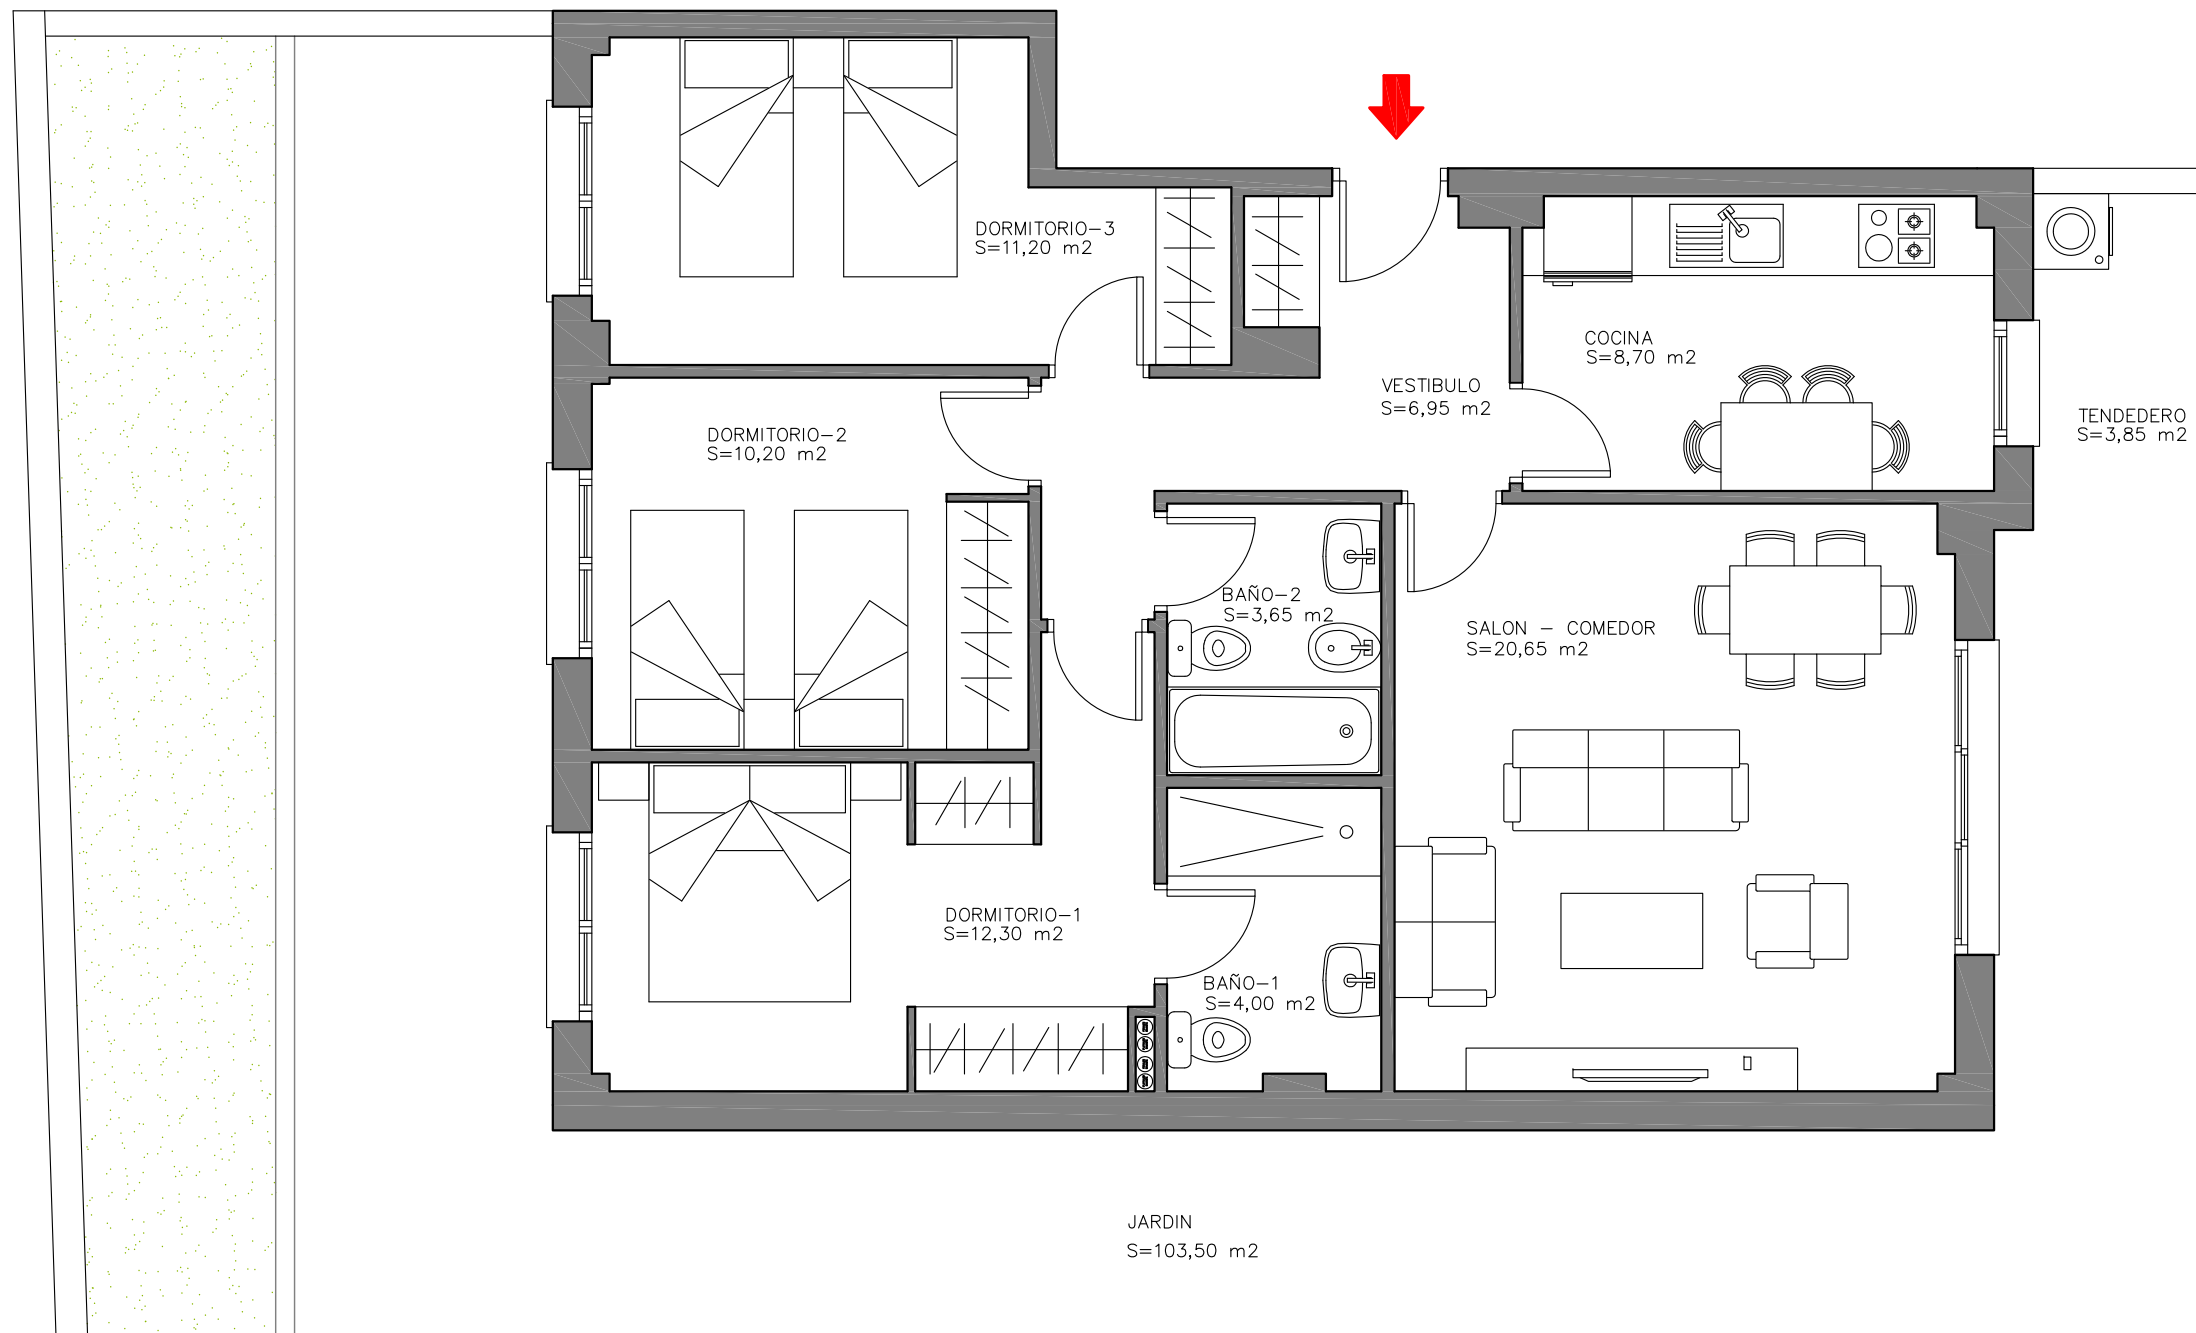 DORMITORIO-3
S=11,20 m2
COCINA
S=8,70 m2
VESTIBULO
S=6,95 m2
TENDEDERO
S=3,85 m2
DORMITORIO-2
S=10,20 m2
BAÑO-2
S=3,65 m2
SALON - COMEDOR
S=20,65 m2
DORMITORIO-1
S=12,30 m2
BAÑO-1
S=4,00 m2
JARDIN
S=103,50 m2